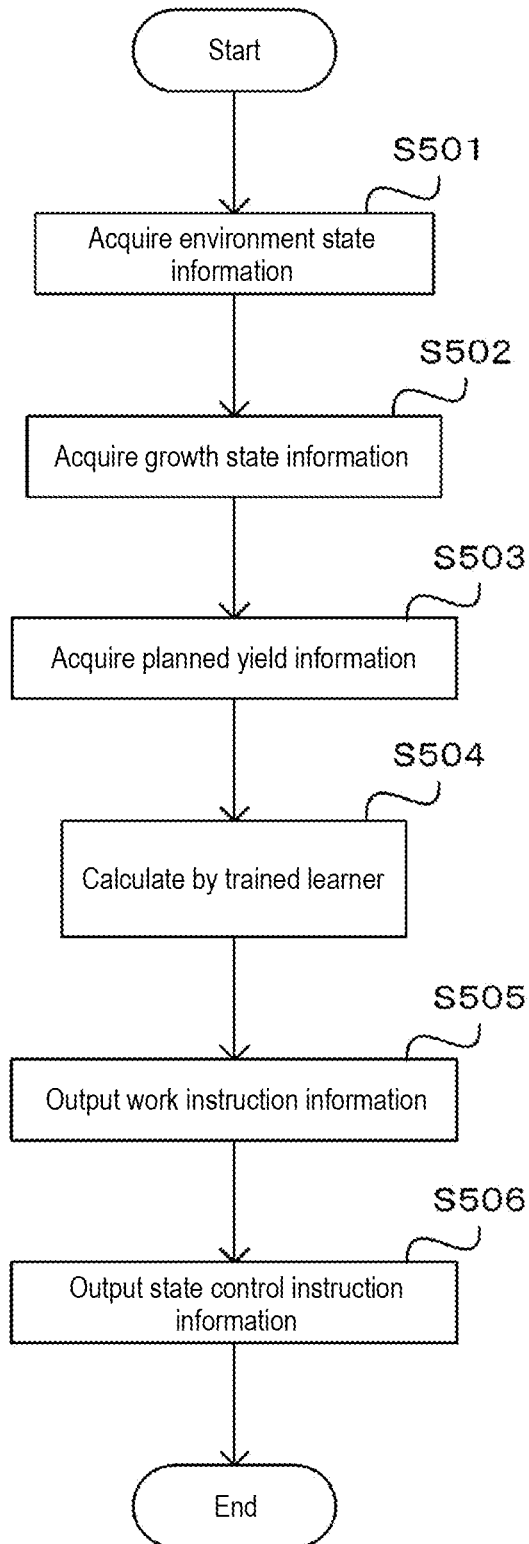 Start
S501
Acquire environment state
information
S502
Acquire growth state information
S503
Acquire planned yield information
S504
Calculate by trained learner
S505
Output work instruction information
S506
Output state control instruction
information
End